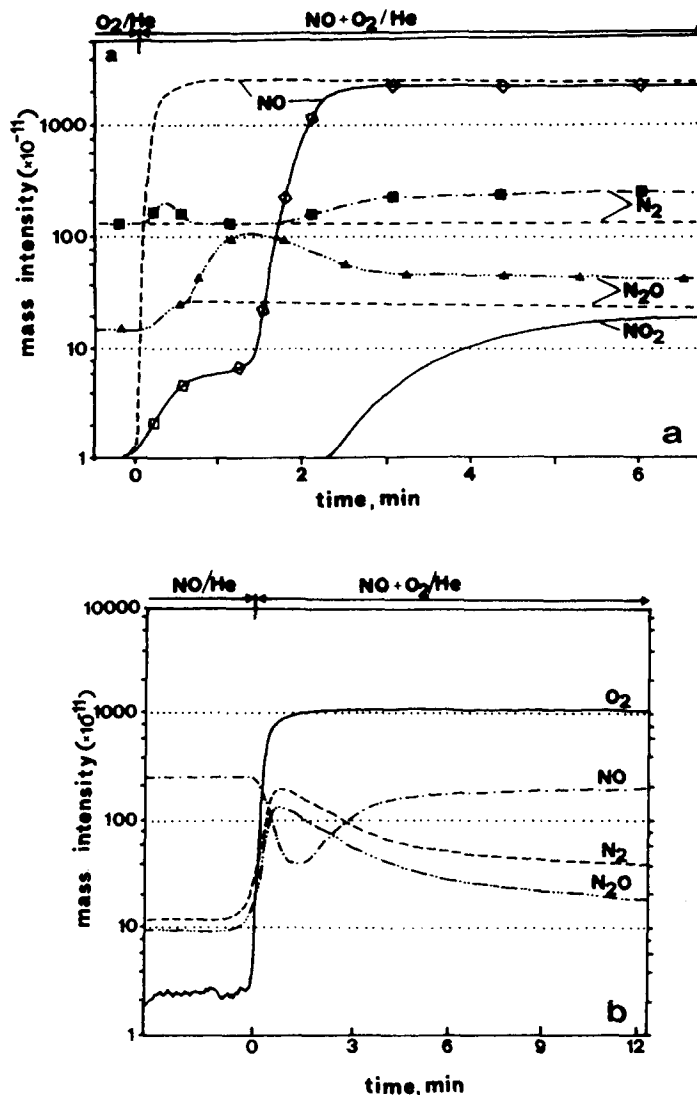 O2/He NO+O2/He
a
NO
N2
N2O
NO2
a
1000
100
10
1
mass intensity (×10⁻¹¹)
0 2 4 6
time, min
NO/He NO+O2/He
10000
1000
100
10
1
mass intensity (×10⁻¹¹)
O2
NO
N2
N2O
b
0 3 6 9 12
time, min